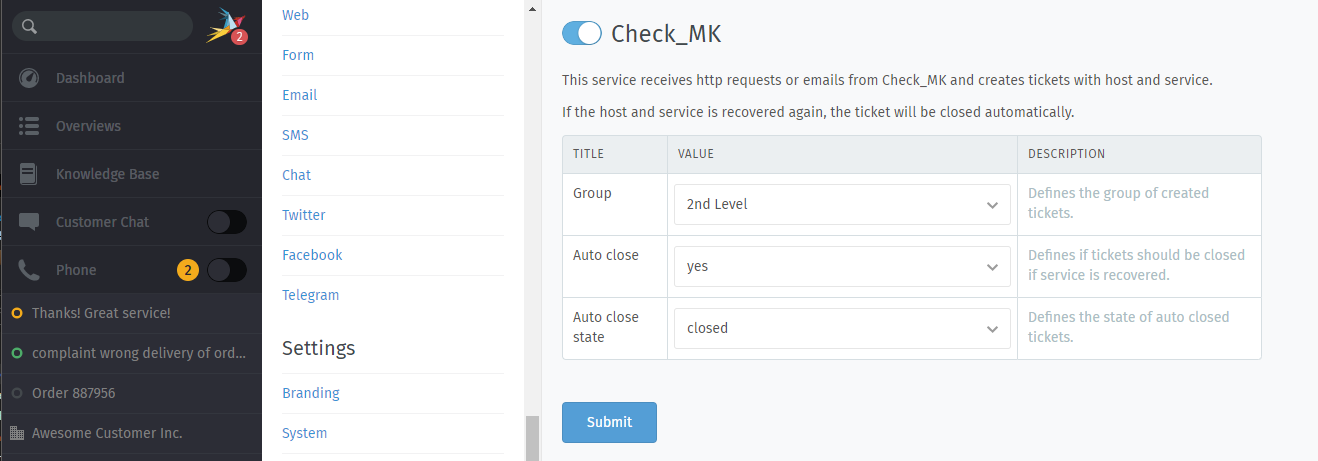 2
Dashboard
Overviews
Knowledge Base
Customer Chat
Phone 2
Thanks! Great service!
complaint wrong delivery of ord...
Order 887956
Awesome Customer Inc.
Web
Form
Email
SMS
Chat
Twitter
Facebook
Telegram
Settings
Branding
System
Check_MK
This service receives http requests or emails from Check_MK and creates tickets with host and service.
If the host and service is recovered again, the ticket will be closed automatically.
TITLE VALUE DESCRIPTION
Group 2nd Level Defines the group of created
tickets.
Auto close yes Defines if tickets should be closed
if service is recovered.
Auto close
state closed Defines the state of auto closed
tickets.
Submit